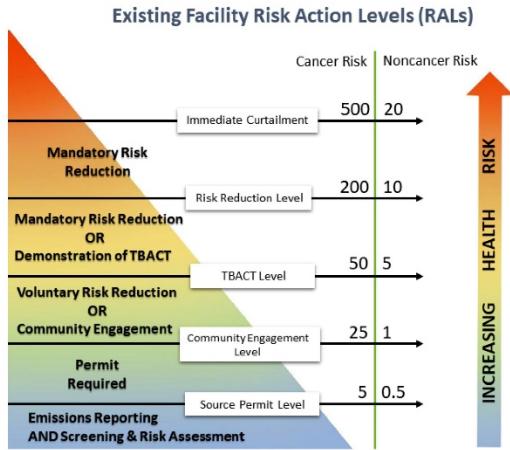 Existing Facility Risk Action Levels (RALs)
Cancer Risk Noncancer Risk
Immediate Curtailment 500 20
Mandatory Risk
Reduction
Risk Reduction Level 200 10
Mandatory Risk Reduction
OR
Demonstration of TBACT
TBACT Level 50 5
Voluntary Risk Reduction
OR
Community Engagement
Community Engagement
Level
25 1
Permit
Required
Source Permit Level 5 0.5
Emissions Reporting
AND Screening & Risk Assessment
INCREASING HEALTH RISK